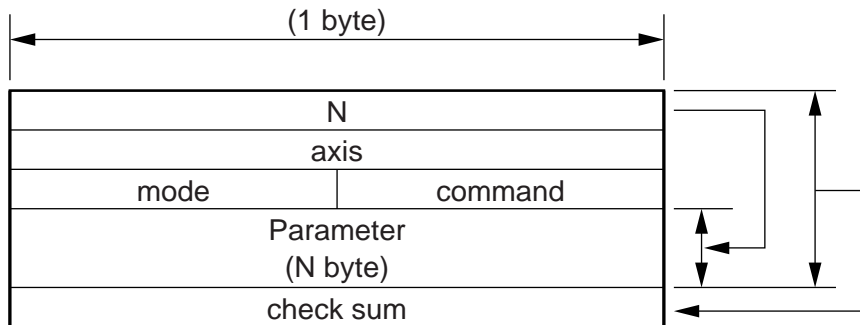 (1 byte)
N
axis
mode command
Parameter
(N byte)
check sum